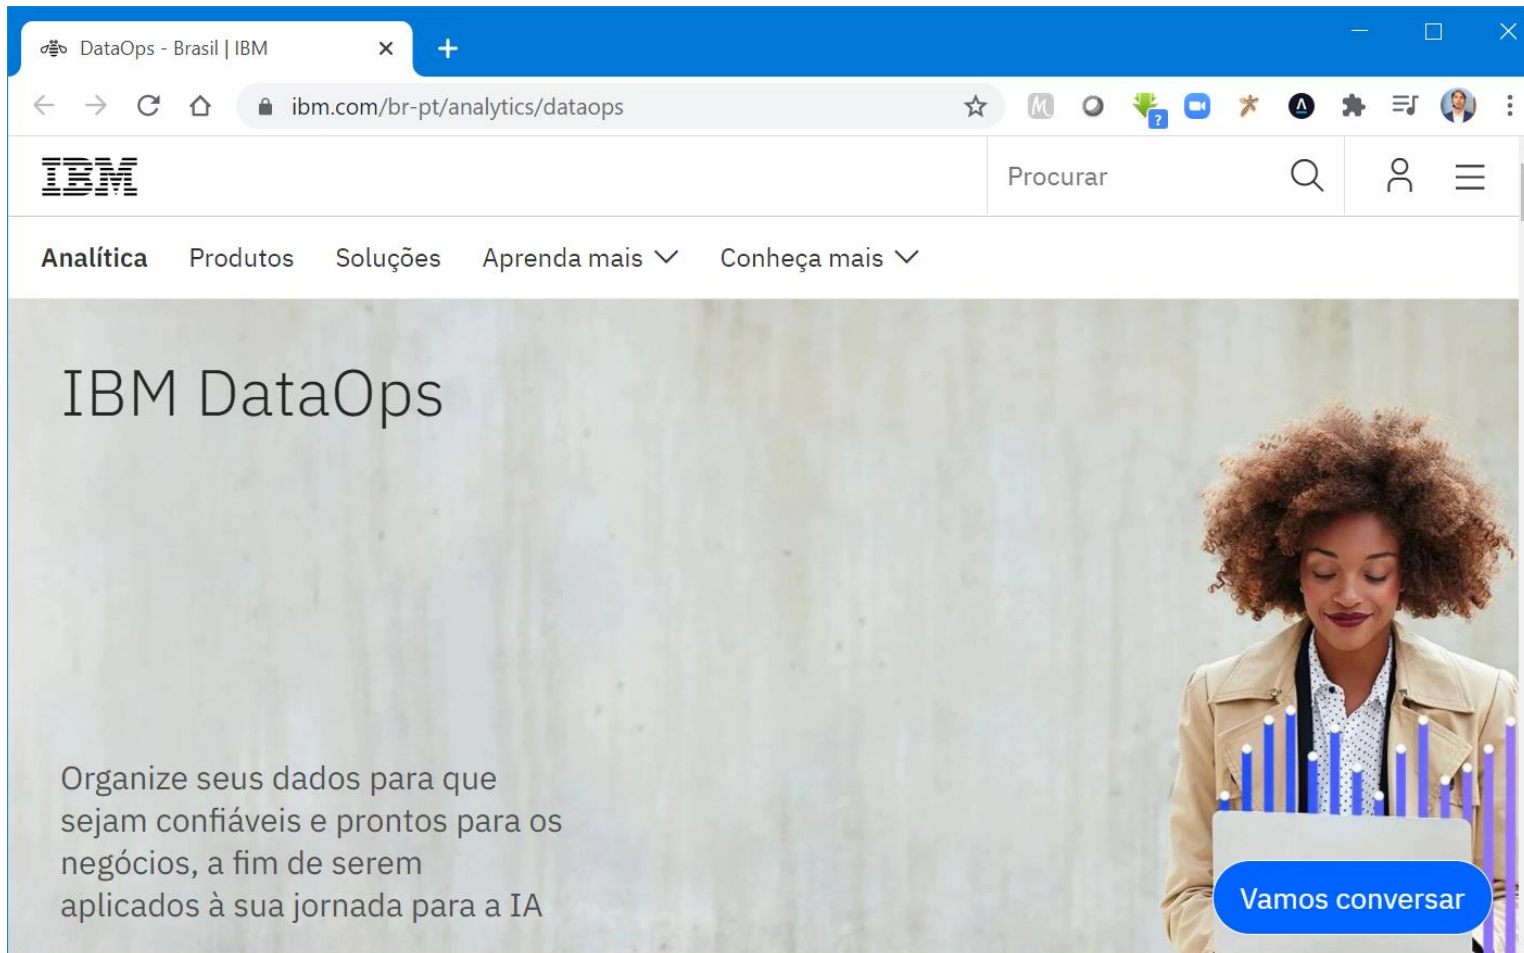 DataOps - Brasil | IBM
ibm.com/br-pt/analytics/dataops
?
IBM
Procurar
Analítica Produtos Soluções Aprenda mais Conheça mais
IBM DataOps
Organize seus dados para que
sejam confiáveis e prontos para os
negócios, a fim de serem
aplicados à sua jornada para a IA
Vamos conversar